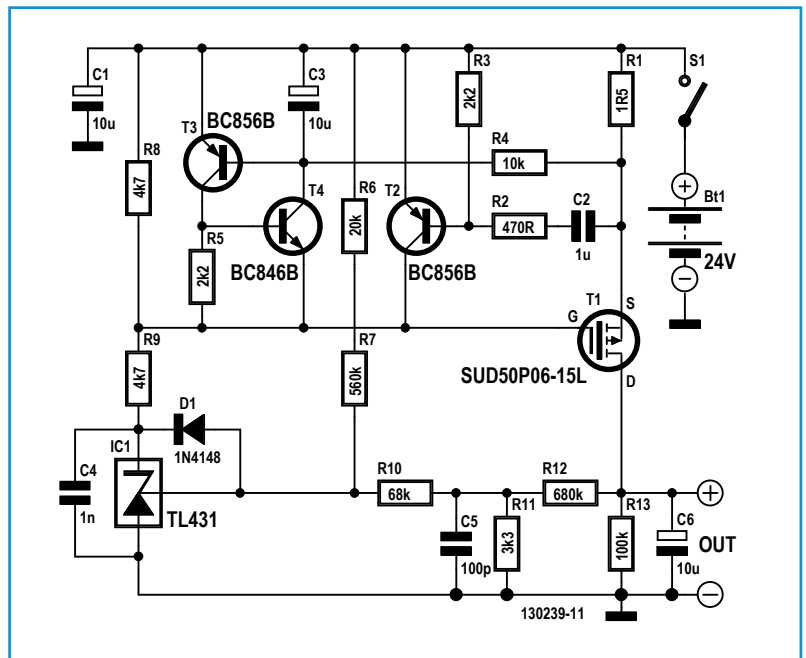 C1
10u
T3
BC856B
C3
10u
R3
2k2
R1
1R5
S1
R8
4k7
T4
BC846B
R5
2k2
R6
20k
T2
BC856B
R4
10k
R2
470R
C2
1u
+
Bt1
24V
−
T1
G
S
D
SUD50P06-15L
R9
4k7
R7
560k
D1
1N4148
IC1
C4
1n
TL431
R10
68k
R12
680k
C5
100p
R11
3k3
R13
100k
C6
10u
+
OUT
−
130239-11